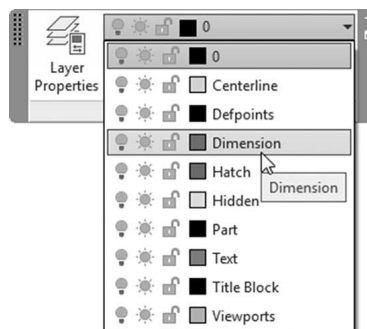 0
Layer
Properties
0
Centerline
Defpoints
Dimension
Hatch
Dimension
Hidden
Part
Text
Title Block
Viewports